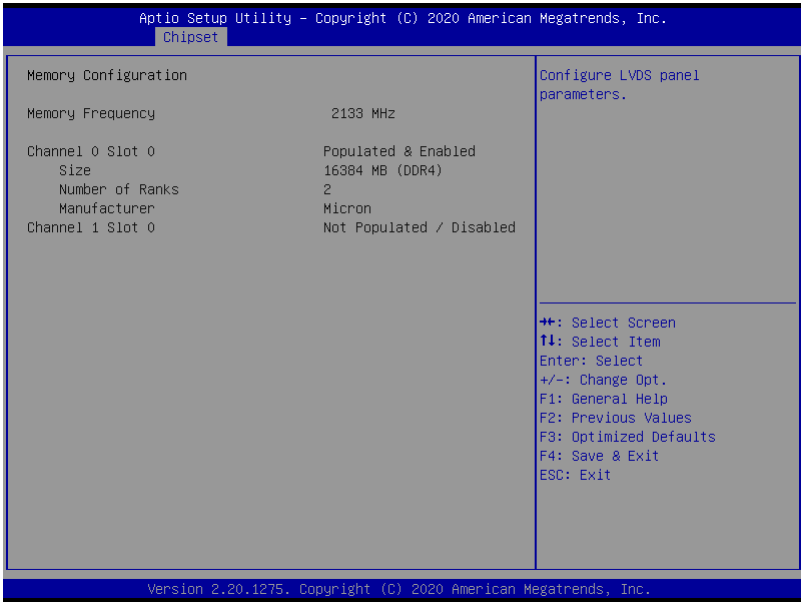 Aptio Setup Utility – Copyright (C) 2020 American Megatrends, Inc.
Chipset
Memory Configuration
Memory Frequency 2133 MHz
Channel 0 Slot 0 Populated & Enabled
Size 16384 MB (DDR4)
Number of Ranks 2
Manufacturer Micron
Channel 1 Slot 0 Not Populated / Disabled
Configure LVDS panel
parameters.
→←: Select Screen
↑↓: Select Item
Enter: Select
+/-: Change Opt.
F1: General Help
F2: Previous Values
F3: Optimized Defaults
F4: Save & Exit
ESC: Exit
Version 2.20.1275. Copyright (C) 2020 American Megatrends, Inc.